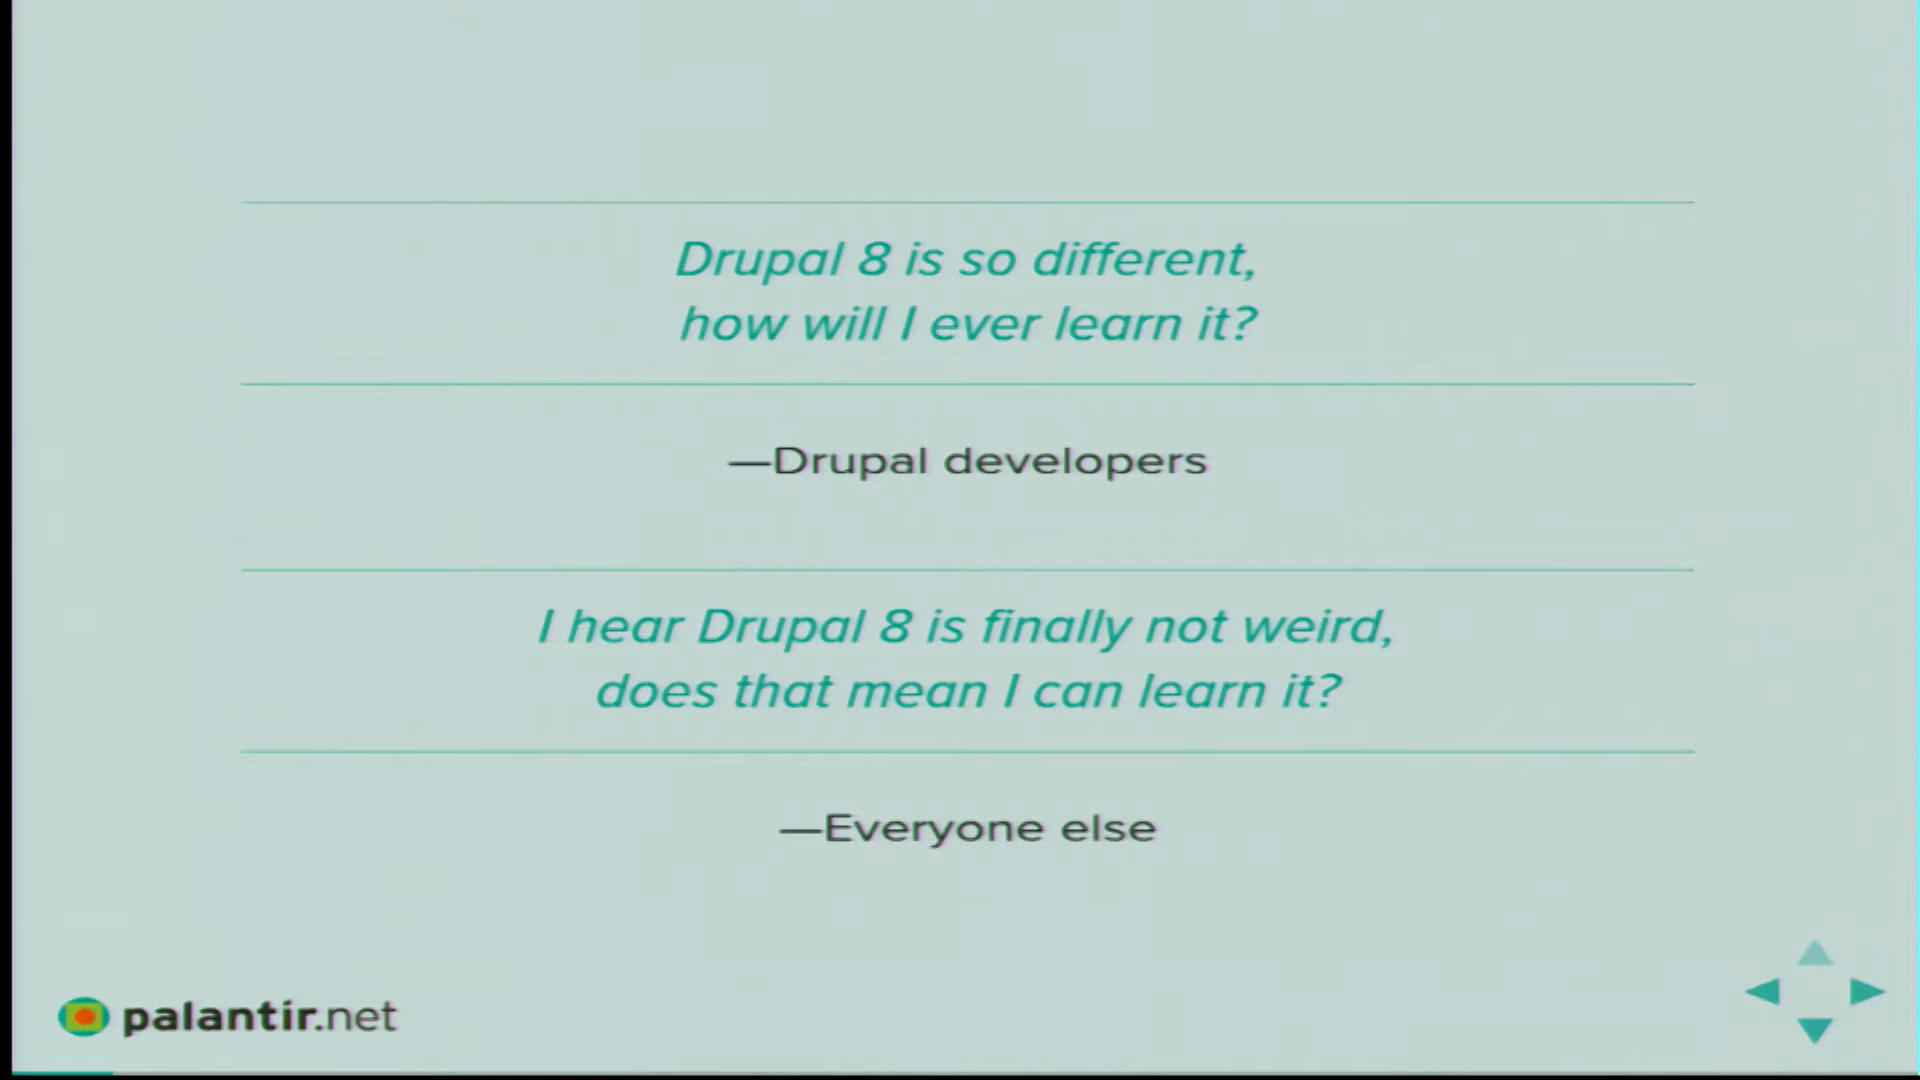 Drupal 8 is so different,
how will I ever learn it?
—Drupal developers
I hear Drupal 8 is finally not weird,
does that mean I can learn it?
—Everyone else
palantir.net